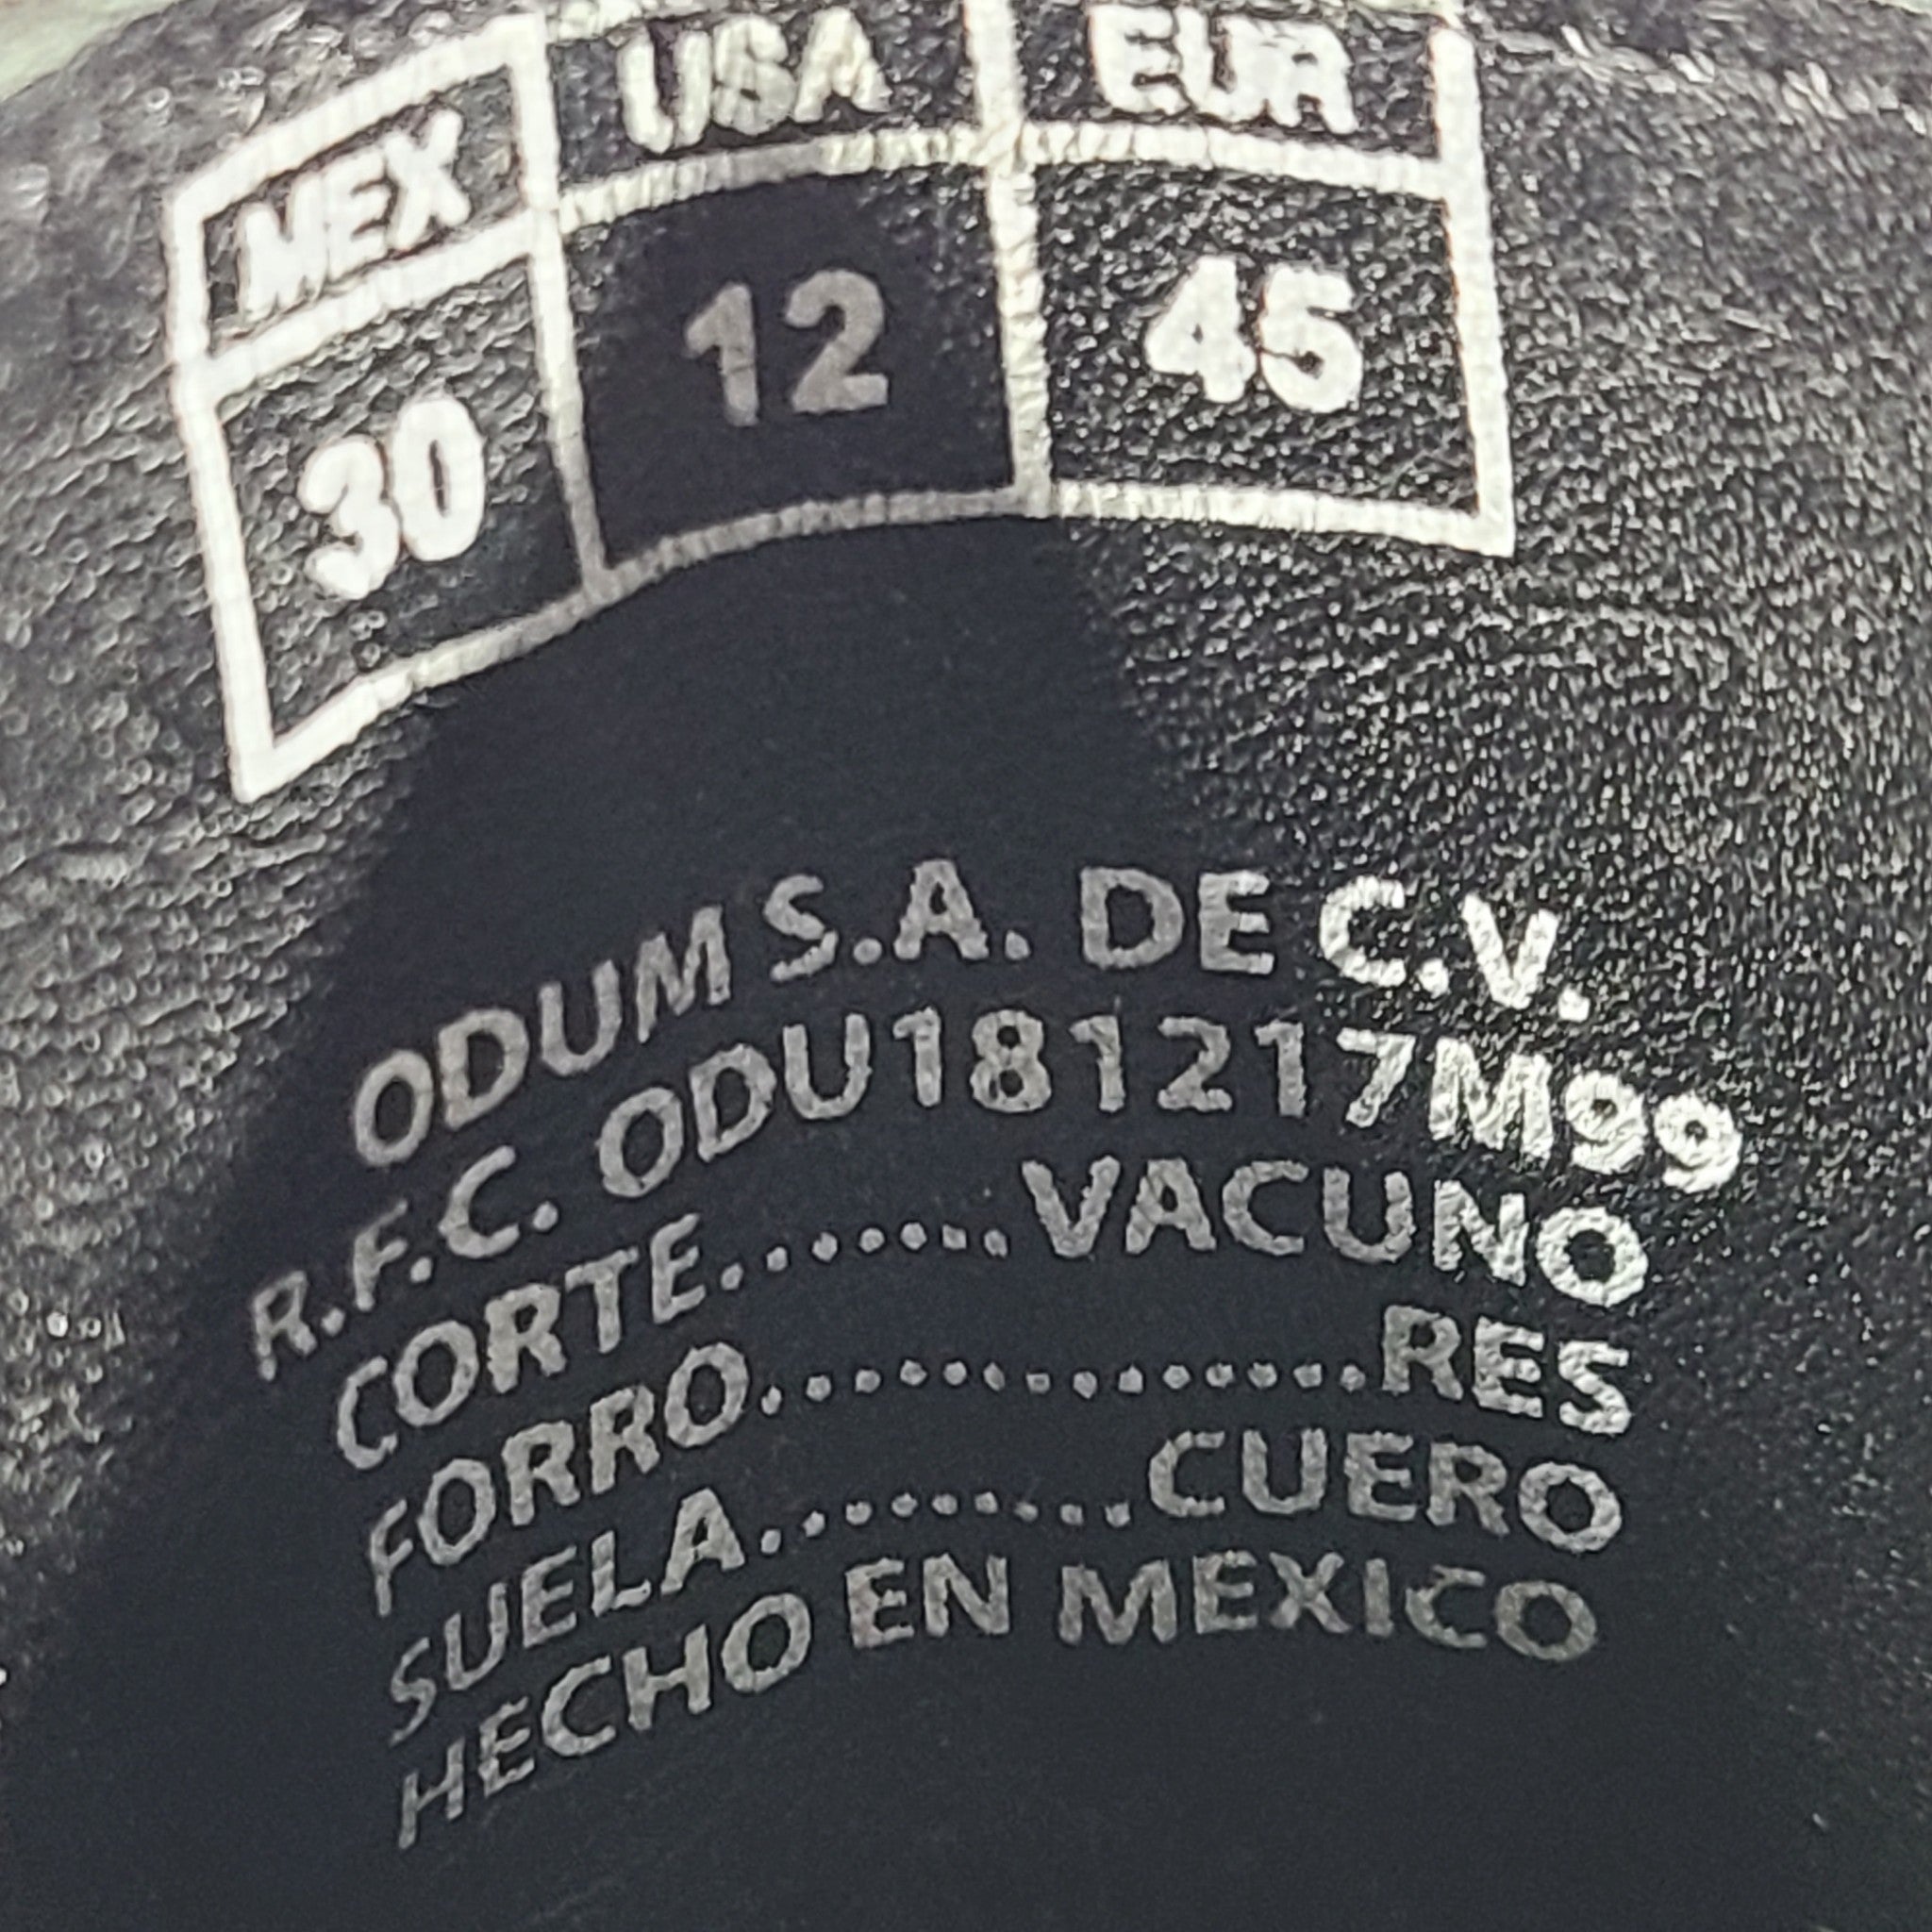 MEX USA EUR
30 12 45
ODUM S.A. DE C.V.
R.F.C. ODU181217M99
CORTE.......VACUNO
FORRO...............RES
SUELA..........CUERO
HECHO EN MEXICO